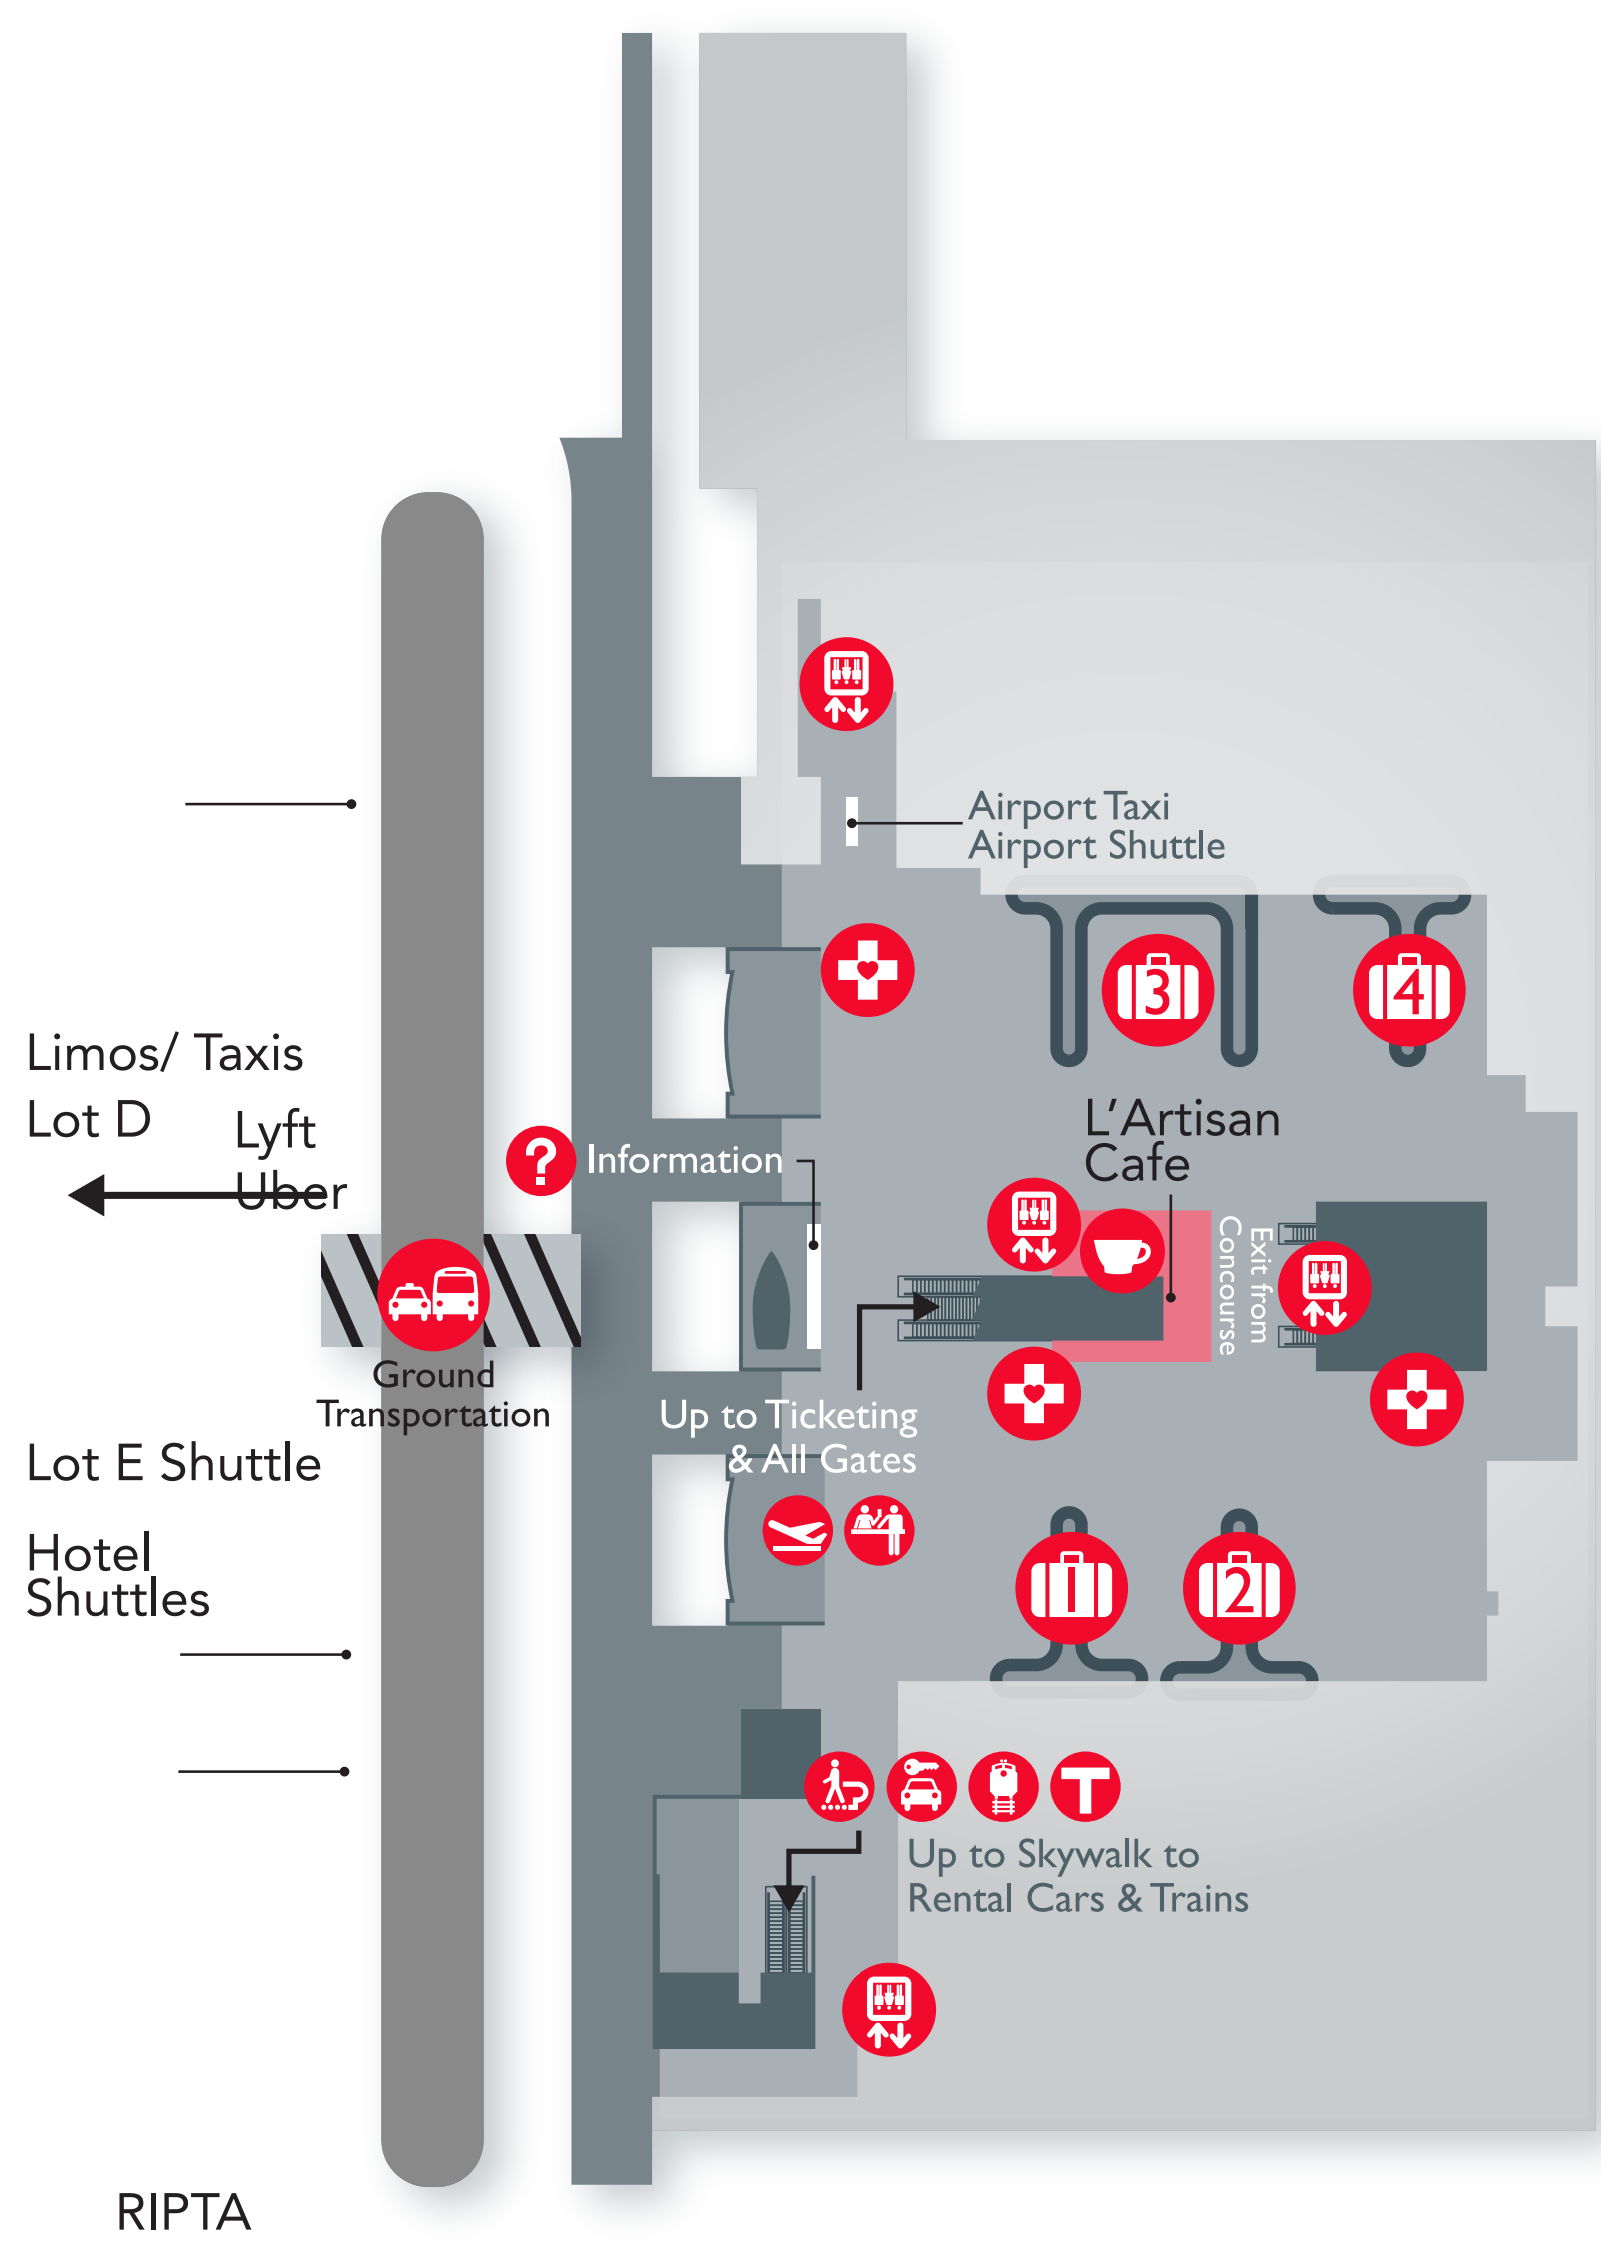 Airport Taxi
Airport Shuttle
3
4
Limos/ Taxis
Lot D
Lyft
Uber
? Information
L'Artisan
Cafe
Exit from
Concourse
Ground
Transportation
Up to Ticketing
& All Gates
Lot E Shuttle
Hotel
Shuttles
1
2
T
Up to Skywalk to
Rental Cars & Trains
RIPTA